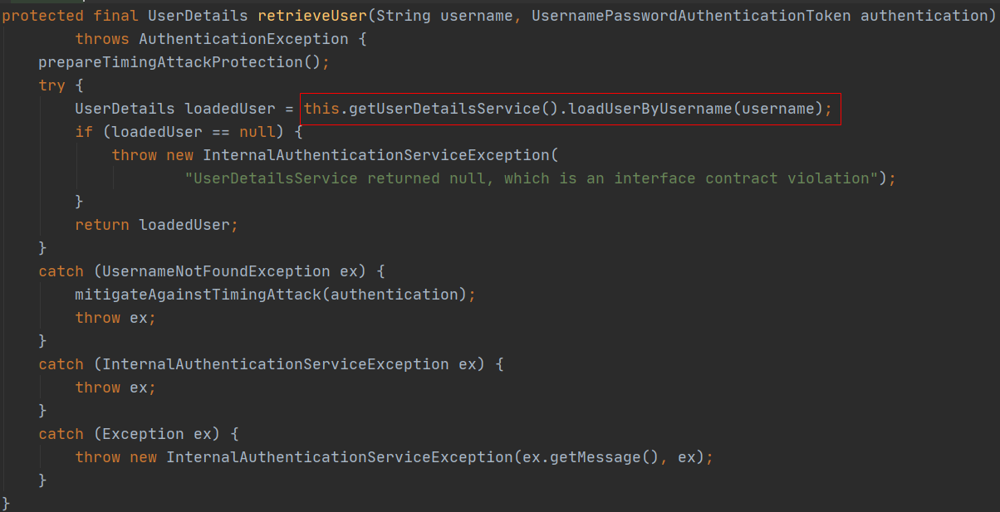 protected final UserDetails retrieveUser(String username, UsernamePasswordAuthenticationToken authentication)
        throws AuthenticationException {
    prepareTimingAttackProtection();
    try {
        UserDetails loadedUser = this.getUserDetailsService().loadUserByUsername(username);
        if (loadedUser == null) {
            throw new InternalAuthenticationServiceException(
                    "UserDetailsService returned null, which is an interface contract violation");
        }
        return loadedUser;
    }
    catch (UsernameNotFoundException ex) {
        mitigateAgainstTimingAttack(authentication);
        throw ex;
    }
    catch (InternalAuthenticationServiceException ex) {
        throw ex;
    }
    catch (Exception ex) {
        throw new InternalAuthenticationServiceException(ex.getMessage(), ex);
    }
}